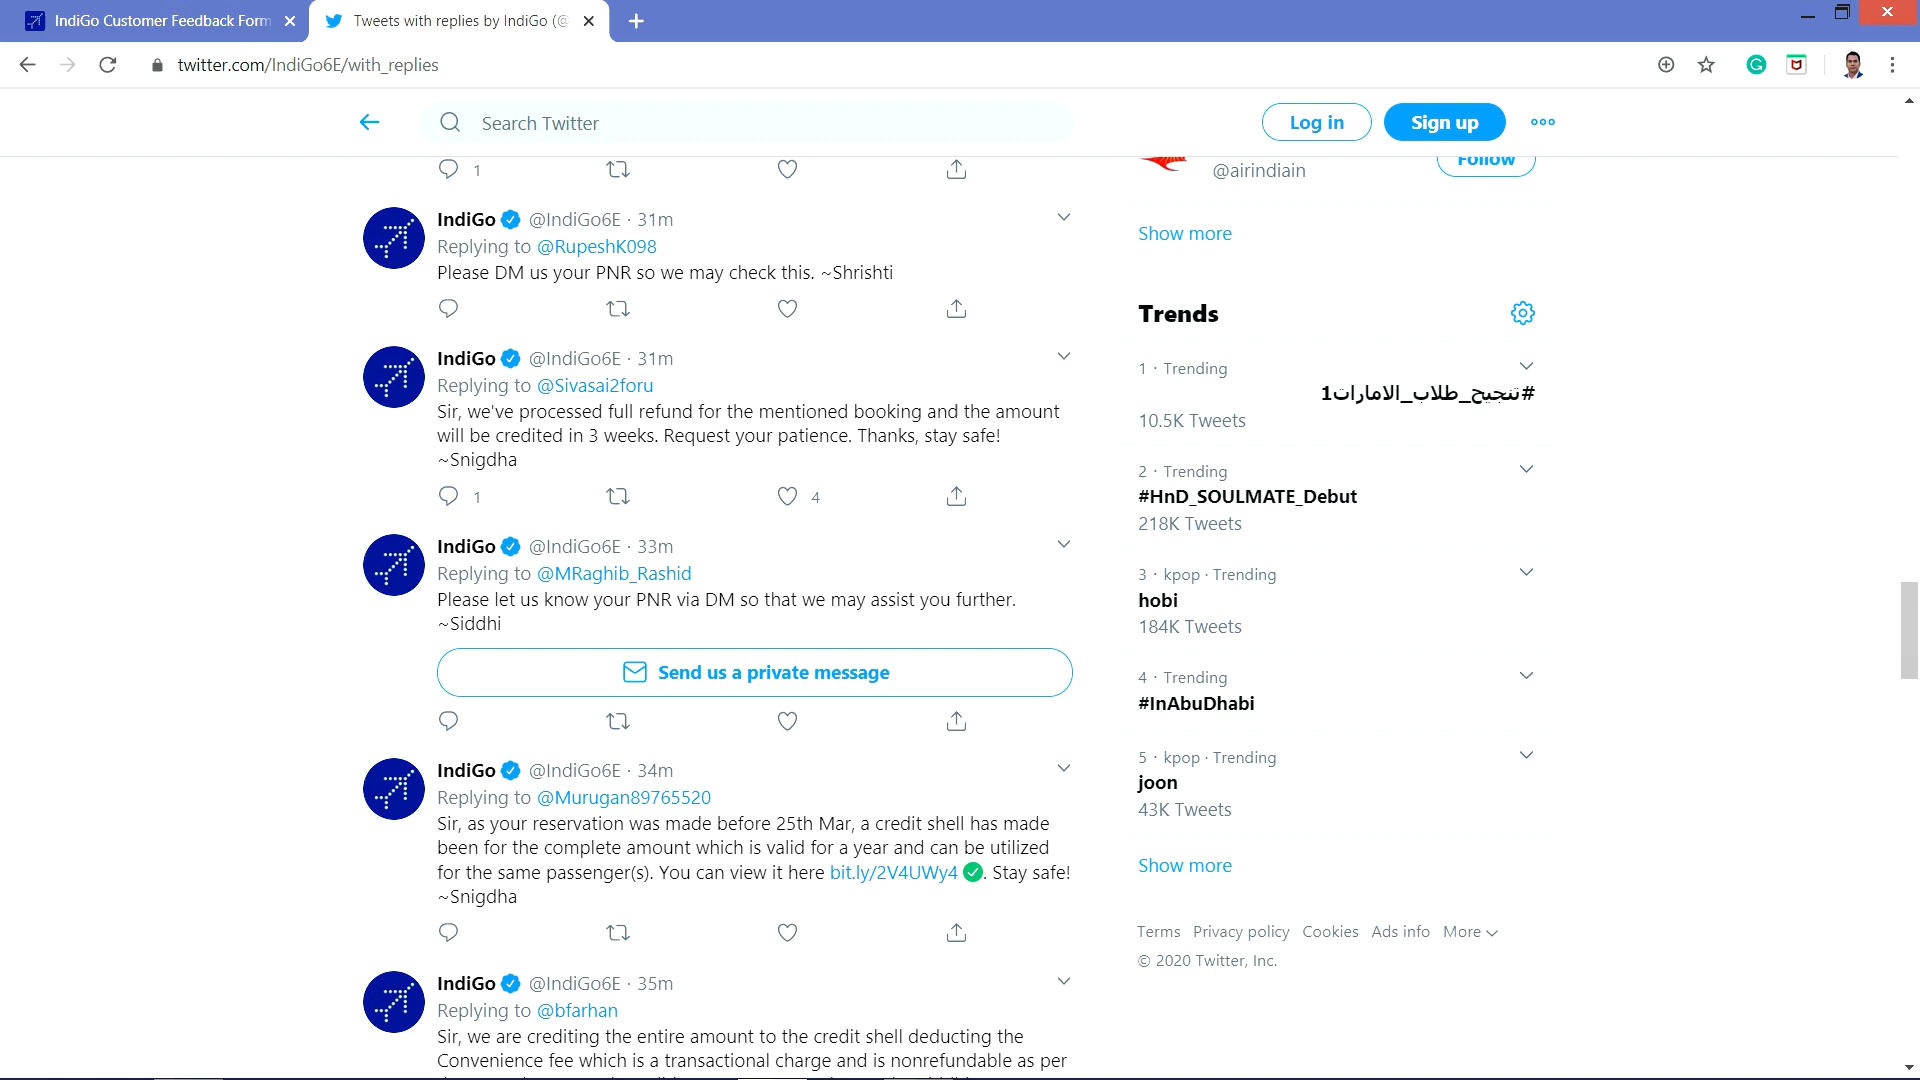 IndiGo Customer Feedback Form
Tweets with replies by IndiGo (@
twitter.com/IndiGo6E/with_replies
Search Twitter
Log in
Sign up
1
IndiGo @IndiGo6E · 31m
Replying to @RupeshK098
Please DM us your PNR so we may check this. ~Shrishti
IndiGo @IndiGo6E · 31m
Replying to @Sivasai2foru
Sir, we've processed full refund for the mentioned booking and the amount
will be credited in 3 weeks. Request your patience. Thanks, stay safe!
~Snigdha
1 4
IndiGo @IndiGo6E · 33m
Replying to @MRaghib_Rashid
Please let us know your PNR via DM so that we may assist you further.
~Siddhi
Send us a private message
IndiGo @IndiGo6E · 34m
Replying to @Murugan89765520
Sir, as your reservation was made before 25th Mar, a credit shell has made
been for the complete amount which is valid for a year and can be utilized
for the same passenger(s). You can view it here bit.ly/2V4UWy4 ✅. Stay safe!
~Snigdha
IndiGo @IndiGo6E · 35m
Replying to @bfarhan
Sir, we are crediting the entire amount to the credit shell deducting the
Convenience fee which is a transactional charge and is nonrefundable as per
@airindiain
Follow
Show more
Trends
1 · Trending
#تنجيح_طلاب_الامارات1
10.5K Tweets
2 · Trending
#HnD_SOULMATE_Debut
218K Tweets
3 · kpop · Trending
hobi
184K Tweets
4 · Trending
#InAbuDhabi
5 · kpop · Trending
joon
43K Tweets
Show more
Terms Privacy policy Cookies Ads info More
© 2020 Twitter, Inc.